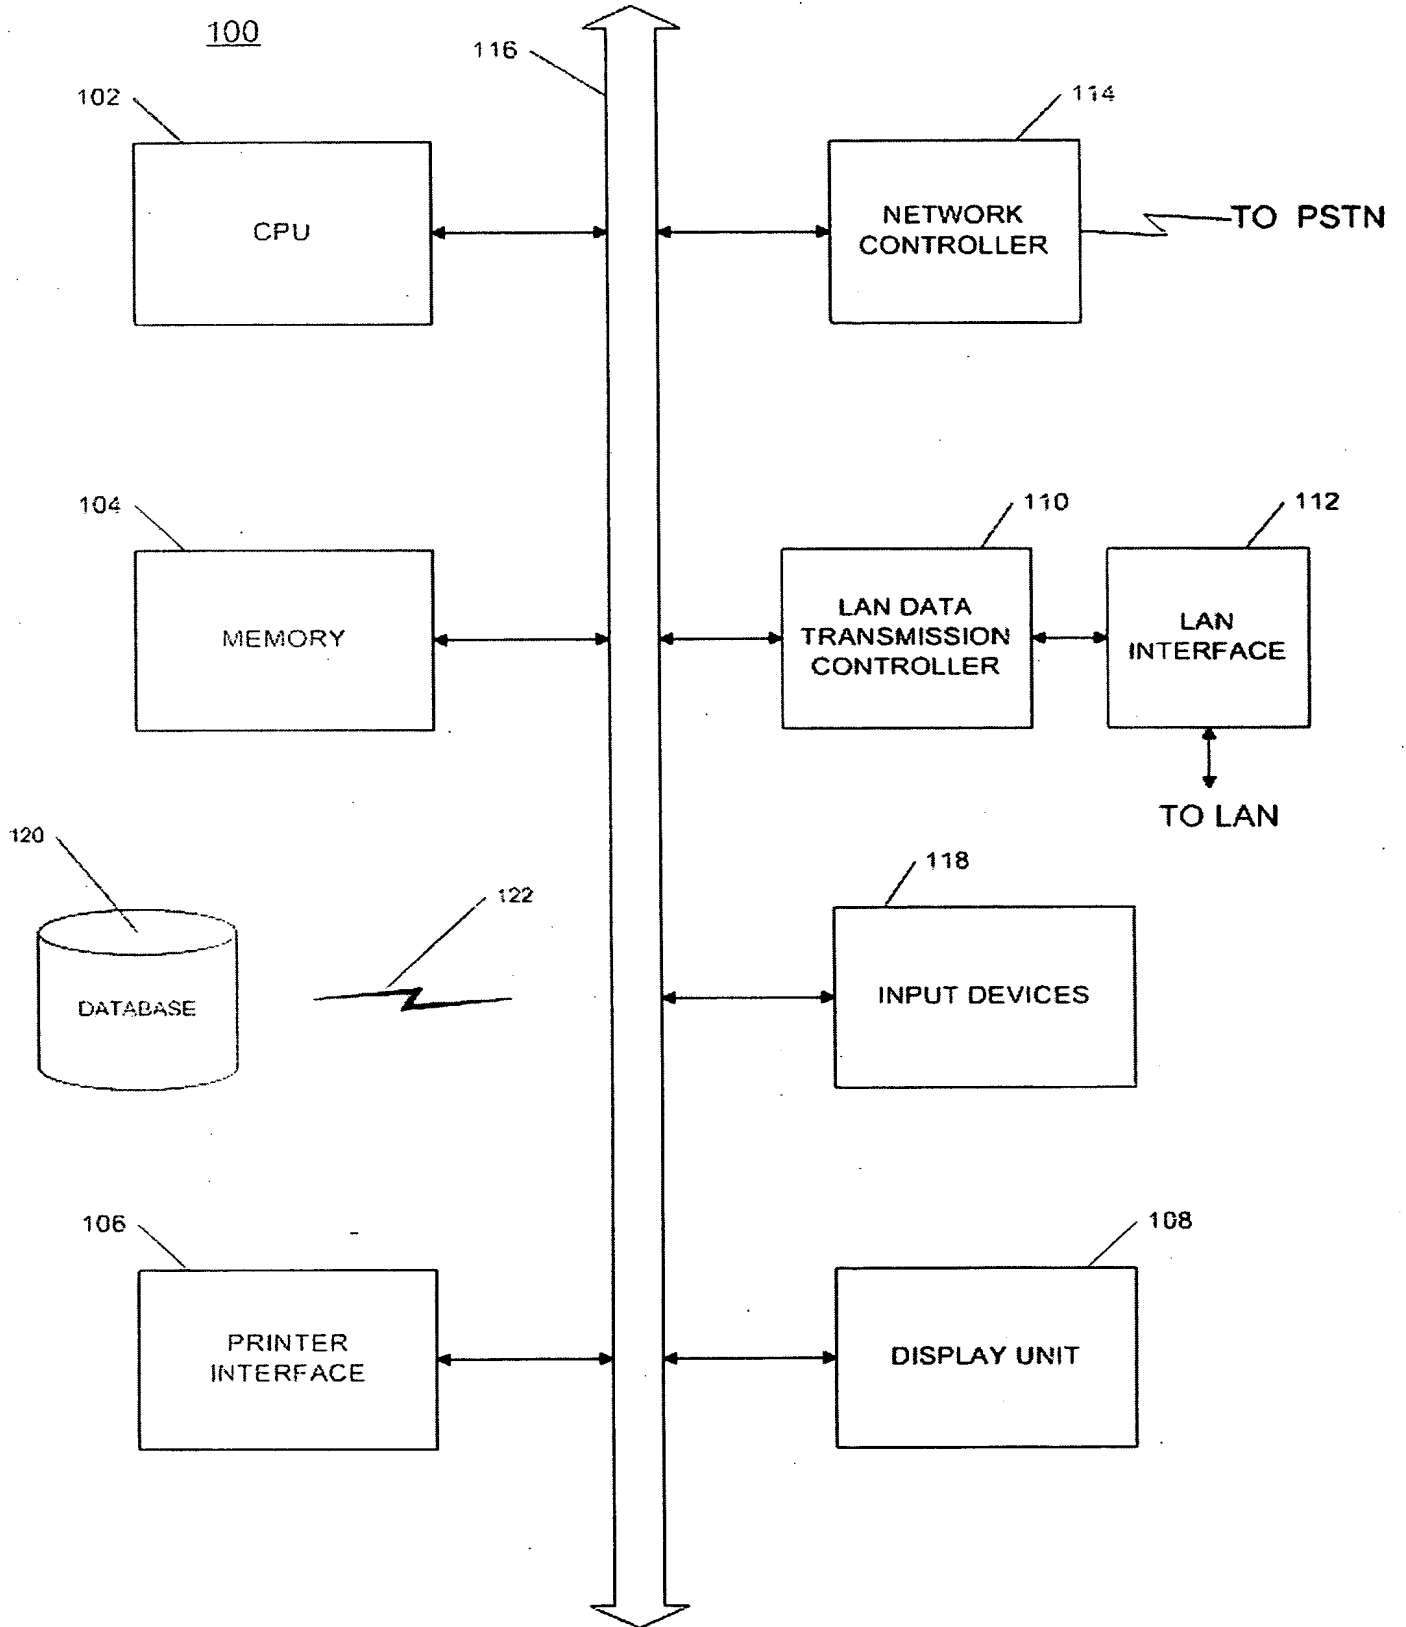 100
116
102
114
CPU
NETWORK
CONTROLLER
TO PSTN
104
110
112
MEMORY
LAN DATA
TRANSMISSION
CONTROLLER
LAN
INTERFACE
TO LAN
120
122
118
DATABASE
INPUT DEVICES
106
108
PRINTER
INTERFACE
DISPLAY UNIT